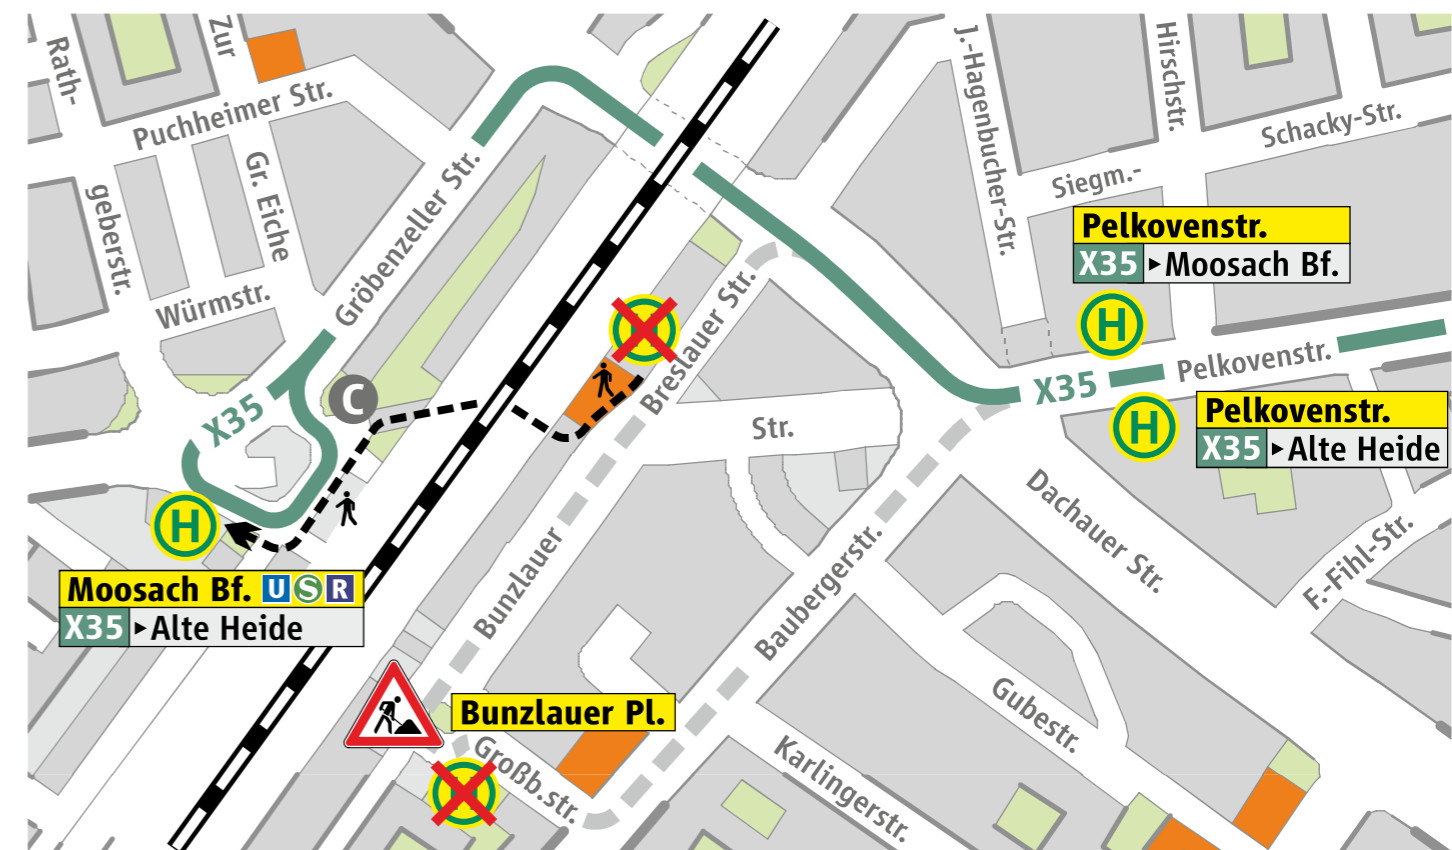 Rath-
geberstr.
Zur
Gr. Eiche
Puchheimer Str.
Würmstr.
Gröbenzeller Str.
J.-Hagenbucher-Str.
Hirschstr.
Siegm.-
Schacky-Str.
Pelkovenstr.
X35 ▸ Moosach Bf.
H
X35
Pelkovenstr.
H
Pelkovenstr.
X35 ▸ Alte Heide
X35
C
H
Breslauer Str.
Str.
H
Moosach Bf. U S R
X35 ▸ Alte Heide
Bunzlauer
Baubergerstr.
Dachauer Str.
F.-Fihl-Str.
Bunzlauer Pl.
Großb.str.
H
Gubestr.
Karlingerstr.